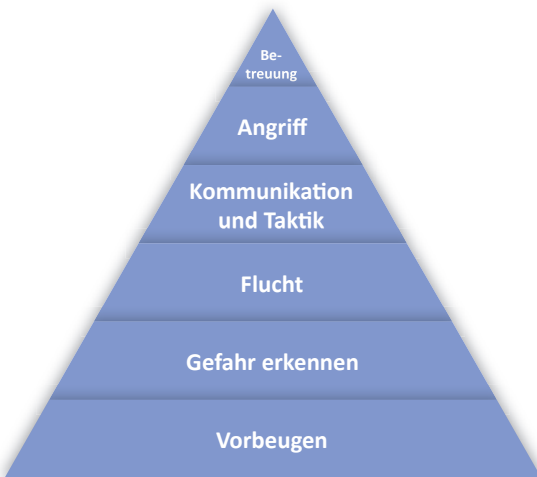 Be-
treuung
Angriff
Kommunikation
und Taktik
Flucht
Gefahr erkennen
Vorbeugen